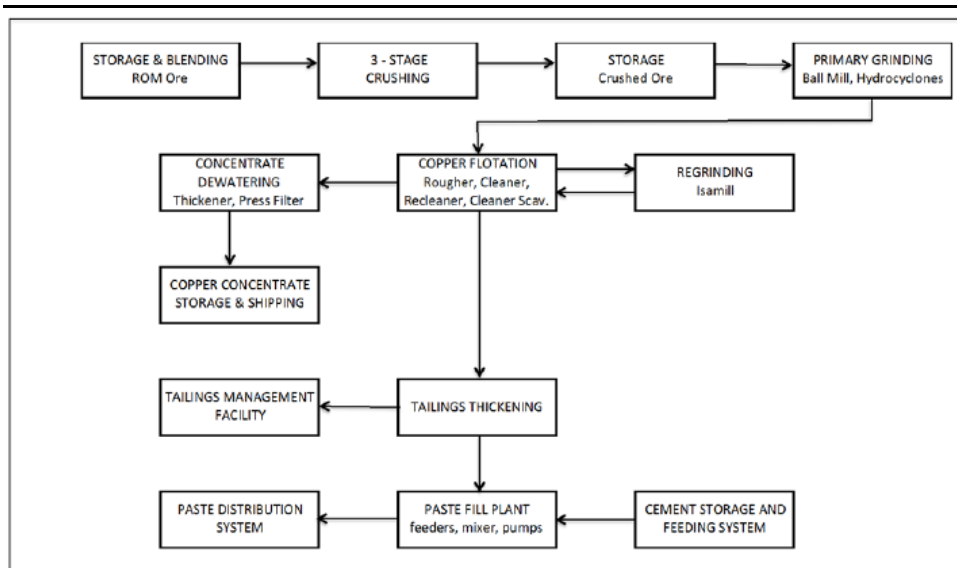 STORAGE & BLENDING
ROM Ore
3 - STAGE
CRUSHING
STORAGE
Crushed Ore
PRIMARY GRINDING
Ball Mill, Hydrocyclones
CONCENTRATE
DEWATERING
Thickener, Press Filter
COPPER FLOTATION
Rougher, Cleaner,
Recleaner, Cleaner Scav.
REGRINDING
Isamill
COPPER CONCENTRATE
STORAGE & SHIPPING
TAILINGS MANAGEMENT
FACILITY
TAILINGS THICKENING
PASTE DISTRIBUTION
SYSTEM
PASTE FILL PLANT
feeders, mixer, pumps
CEMENT STORAGE AND
FEEDING SYSTEM